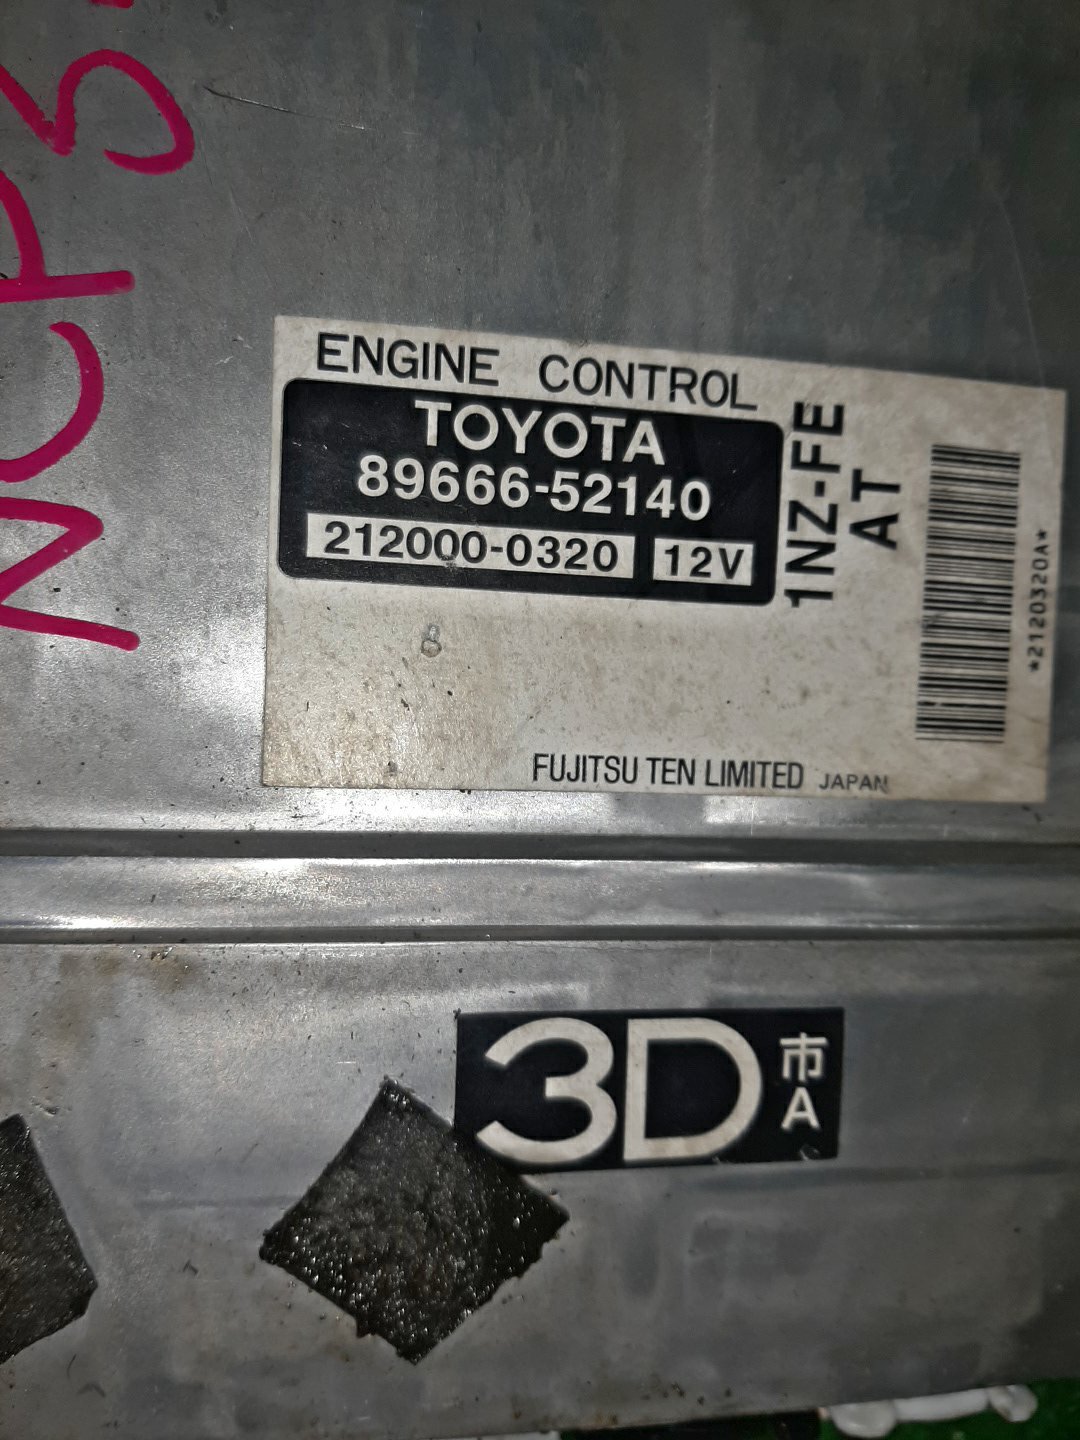 NCP3
ENGINE CONTROL
TOYOTA
89666-52140
212000-0320 12V
1NZ-FE
AT
*2120320A*
FUJITSU TEN LIMITED JAPAN
3D 市A